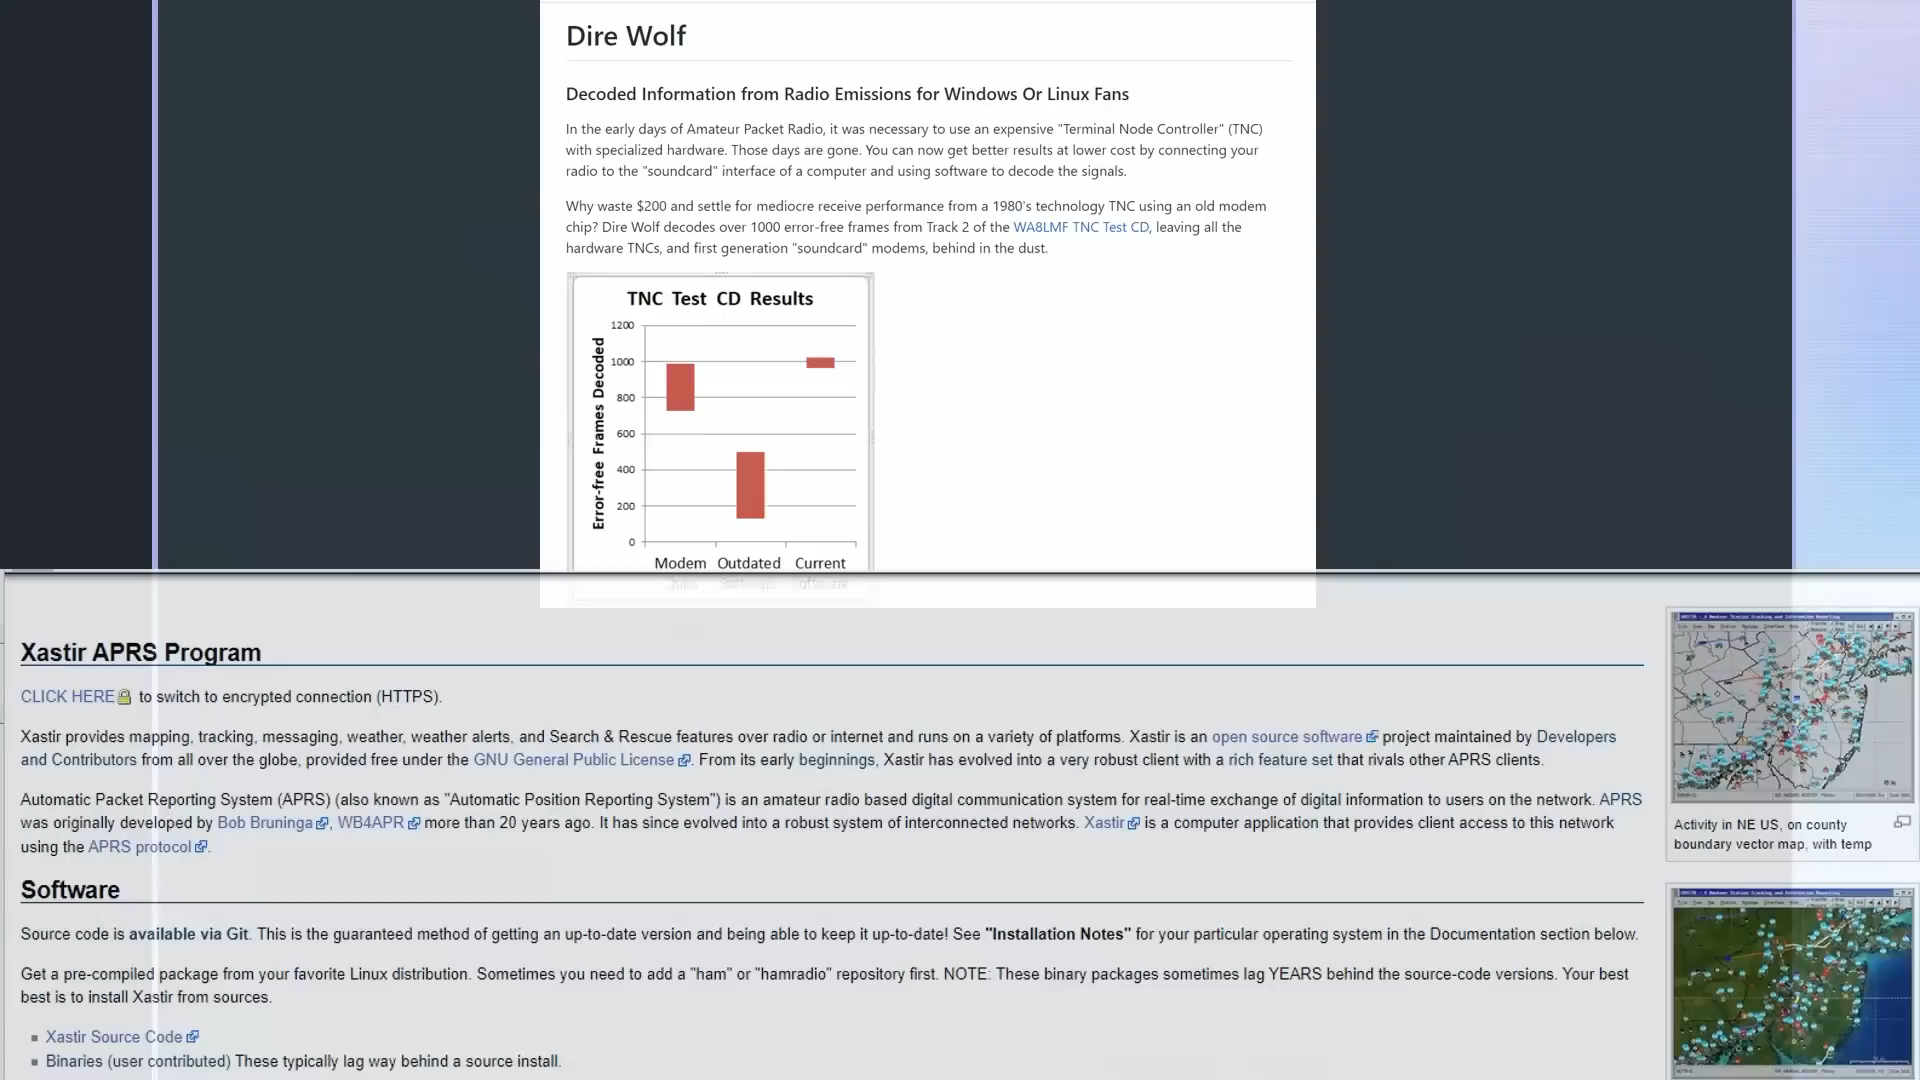 Dire Wolf
Decoded Information from Radio Emissions for Windows Or Linux Fans
In the early days of Amateur Packet Radio, it was necessary to use an expensive "Terminal Node Controller" (TNC)
with specialized hardware. Those days are gone. You can now get better results at lower cost by connecting your
radio to the "soundcard" interface of a computer and using software to decode the signals.
Why waste $200 and settle for mediocre receive performance from a 1980's technology TNC using an old modem
chip? Dire Wolf decodes over 1000 error-free frames from Track 2 of the WA8LMF TNC Test CD, leaving all the
hardware TNCs, and first generation "soundcard" modems, behind in the dust.
TNC Test CD Results
Error-free Frames Decoded
1200
1000
800
600
400
200
0
Modem Outdated Current
Xastir APRS Program
CLICK HERE to switch to encrypted connection (HTTPS).
Xastir provides mapping, tracking, messaging, weather, weather alerts, and Search & Rescue features over radio or internet and runs on a variety of platforms. Xastir is an open source software project maintained by Developers
and Contributors from all over the globe, provided free under the GNU General Public License. From its early beginnings, Xastir has evolved into a very robust client with a rich feature set that rivals other APRS clients.
Automatic Packet Reporting System (APRS) (also known as "Automatic Position Reporting System") is an amateur radio based digital communication system for real-time exchange of digital information to users on the network. APRS
was originally developed by Bob Bruninga, WB4APR more than 20 years ago. It has since evolved into a robust system of interconnected networks. Xastir is a computer application that provides client access to this network
using the APRS protocol.
Software
Source code is available via Git. This is the guaranteed method of getting an up-to-date version and being able to keep it up-to-date! See "Installation Notes" for your particular operating system in the Documentation section below.
Get a pre-compiled package from your favorite Linux distribution. Sometimes you need to add a "ham" or "hamradio" repository first. NOTE: These binary packages sometimes lag YEARS behind the source-code versions. Your best
best is to install Xastir from sources.
Xastir Source Code
Binaries (user contributed) These typically lag way behind a source install.
Activity in NE US, on county
boundary vector map, with temp